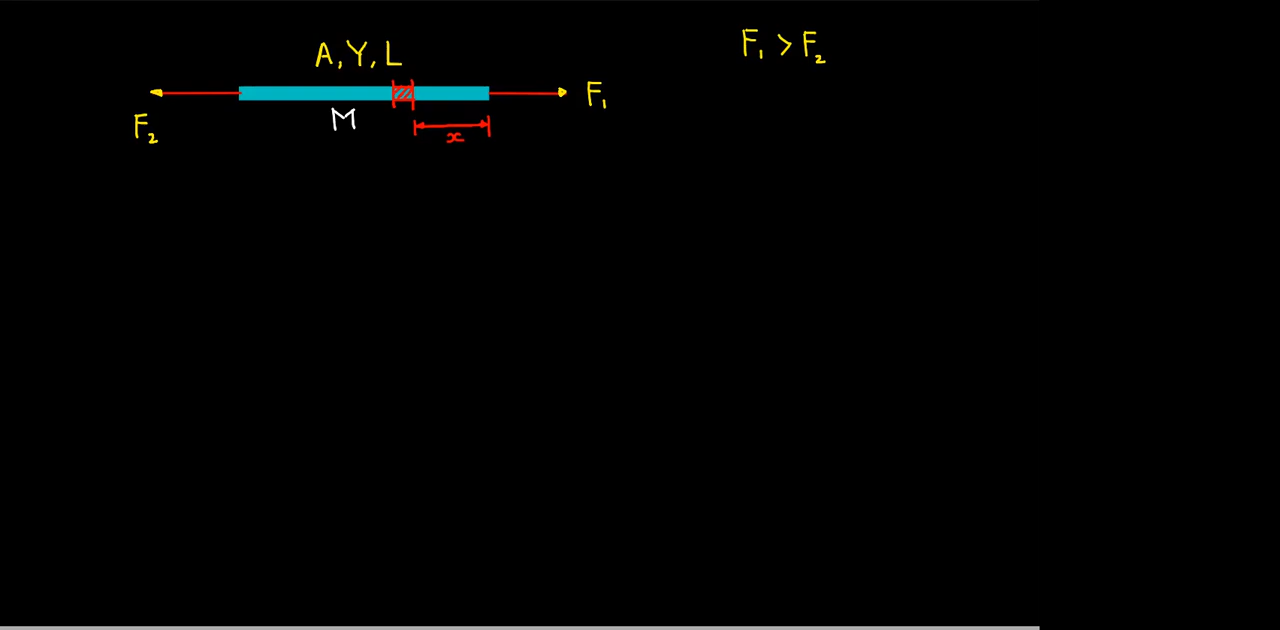 F₁ > F₂
A, Y, L
F₁
M
F₂
x